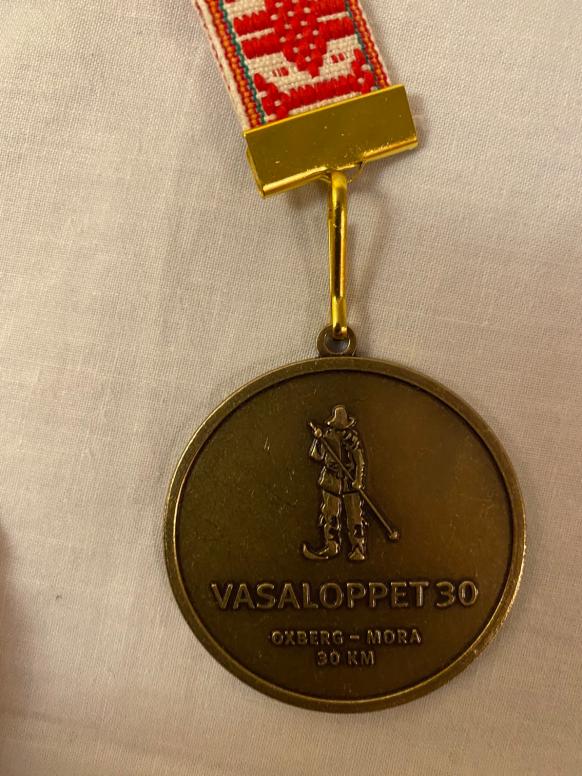 VASALOPPET 30
OXBERG – MORA
30 KM